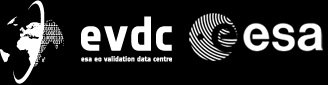 evdc
esa eo validation data centre
esa